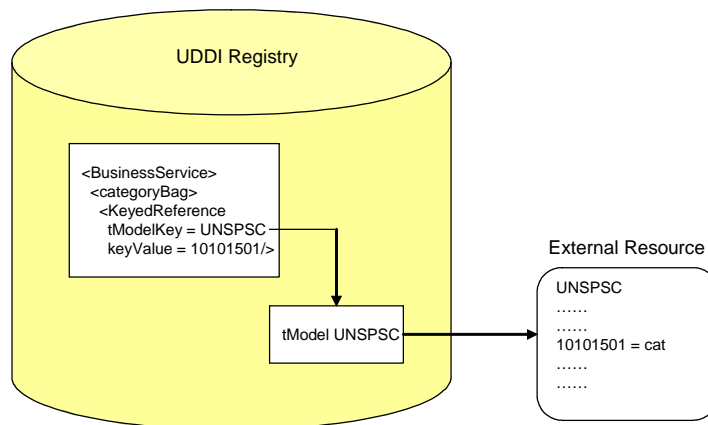 UDDI Registry
<BusinessService>
<categoryBag>
<KeyedReference
tModelKey = UNSPSC
keyValue = 10101501/>
tModel UNSPSC
External Resource
UNSPSC
……
……
10101501 = cat
……
……